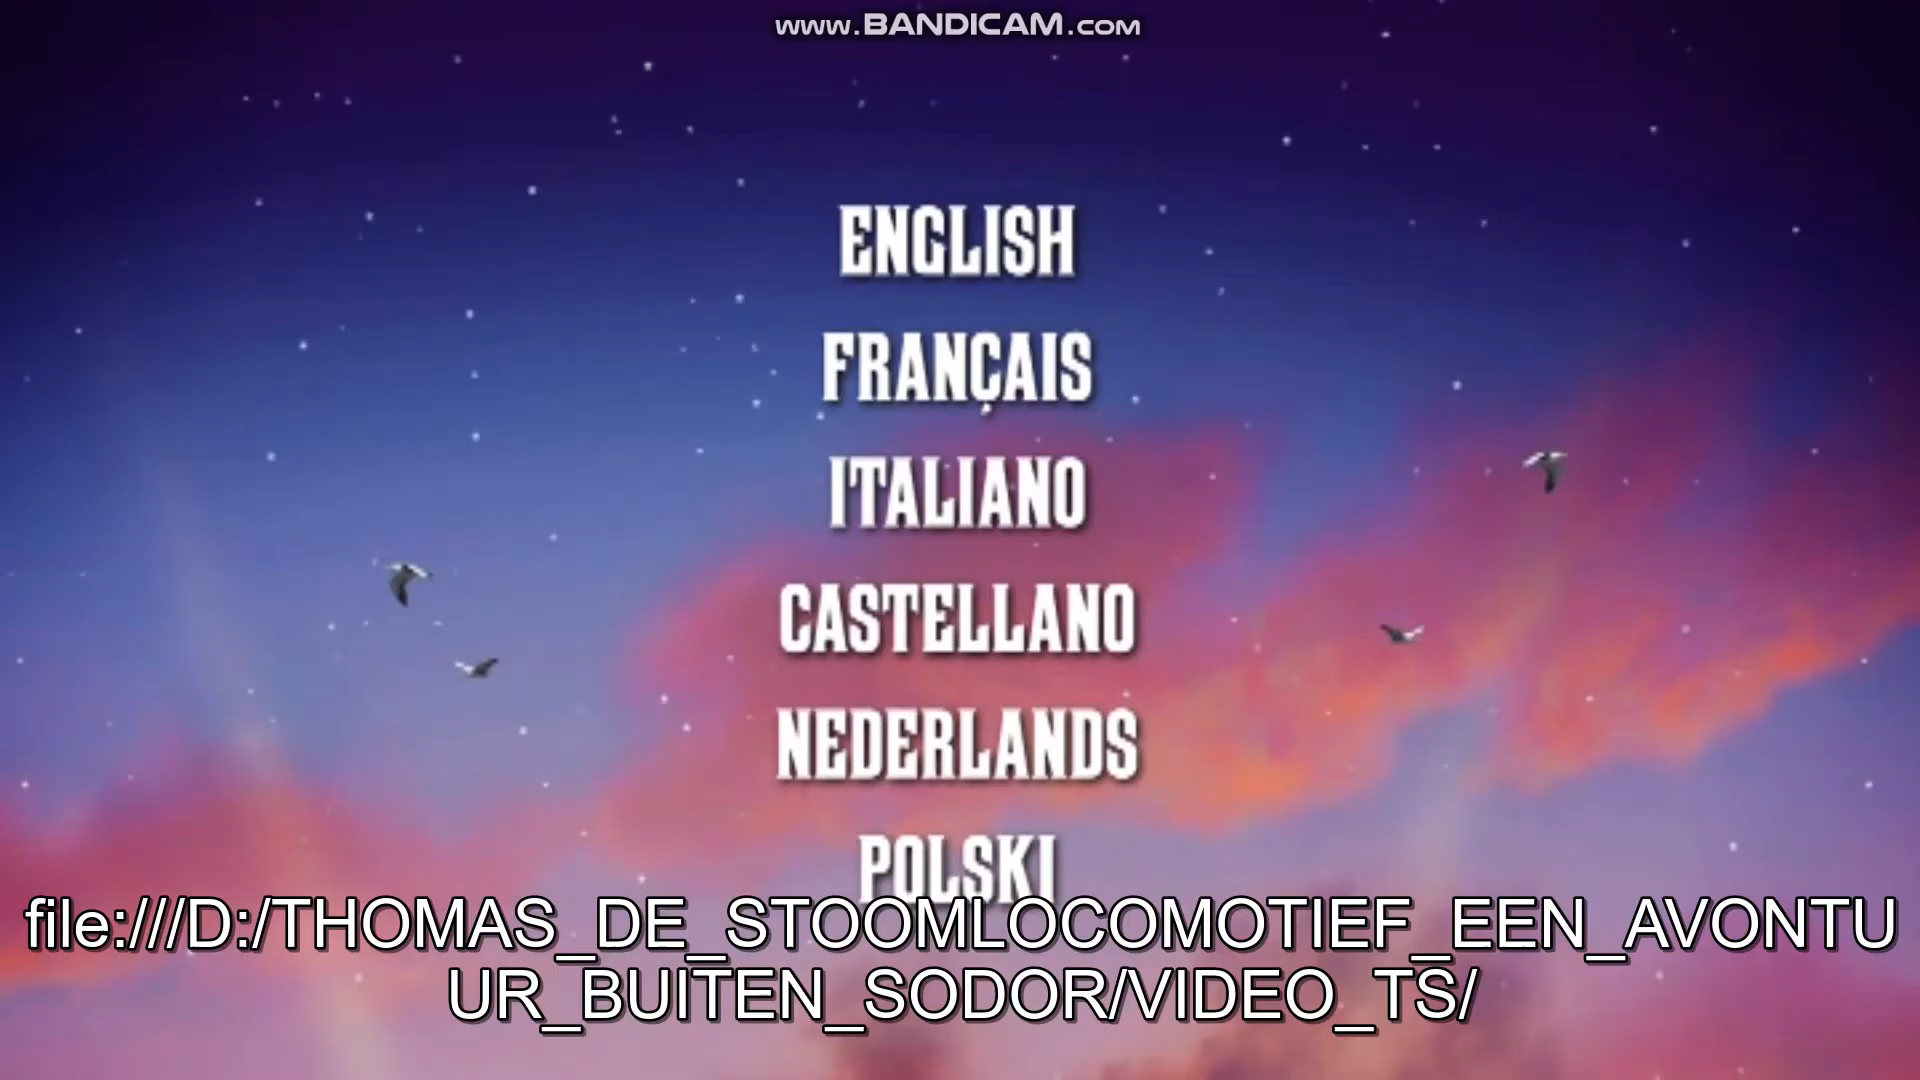 www.BANDICAM.com
ENGLISH
FRANÇAIS
ITALIANO
CASTELLANO
NEDERLANDS
POLSKI
file:///D:/THOMAS_DE_STOOMLOCOMOTIEF_EEN_AVONTU
UR_BUITEN_SODOR/VIDEO_TS/